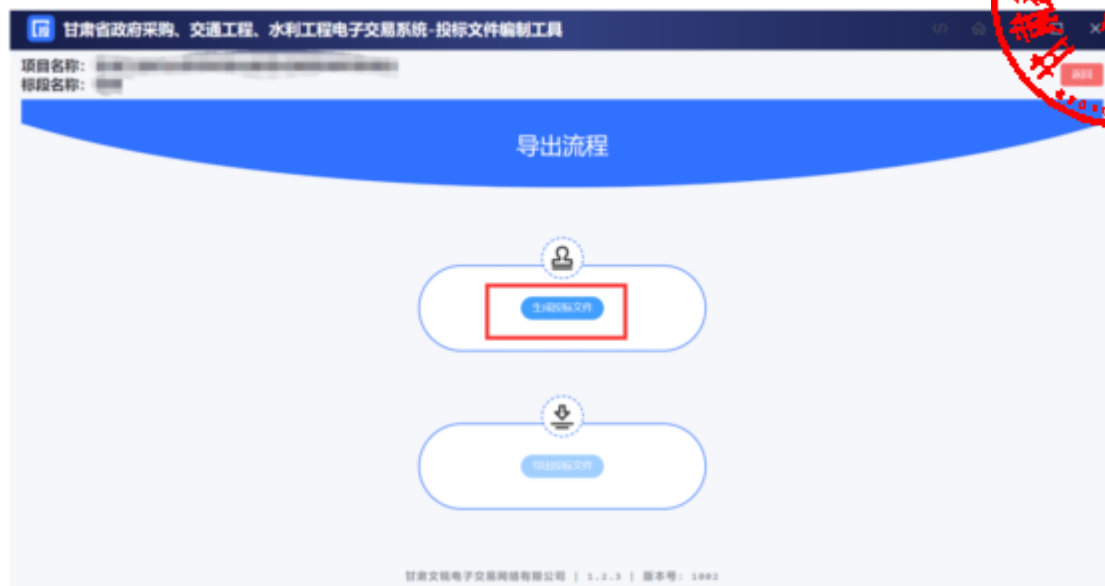 投 甘肃省政府采购、交通工程、水利工程电子交易系统-投标文件编制工具
项目名称：
标段名称：
返回
导出流程
生成投标文件
导出投标文件
甘肃文锐电子交易网络有限公司 | 1.2.3 | 版本号: 1002